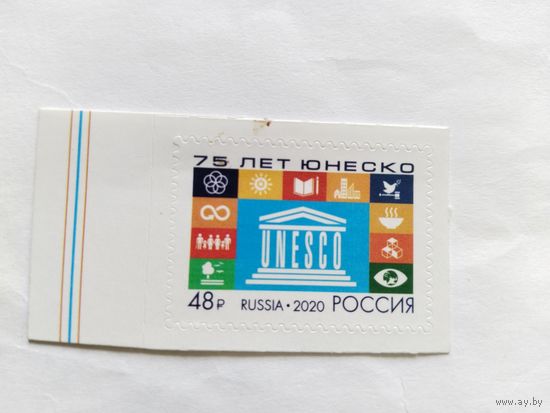 75 ЛЕТ ЮНЕСКО
UNESCO
48₽ RUSSIA • 2020 РОССИЯ
www.ay.by